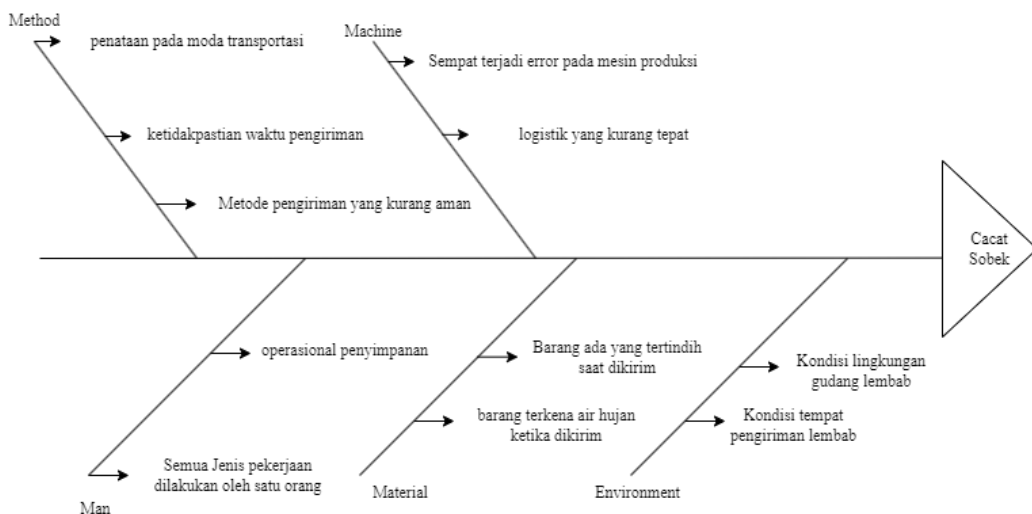 Method
penataan pada moda transportasi
ketidakpastian waktu pengiriman
Metode pengiriman yang kurang aman
Machine
Sempat terjadi error pada mesin produksi
logistik yang kurang tepat
Cacat
Sobek
operasional penyimpanan
Semua Jenis pekerjaan
dilakukan oleh satu orang
Man
Barang ada yang tertindih
saat dikirim
barang terkena air hujan
ketika dikirim
Material
Kondisi lingkungan
gudang lembab
Kondisi tempat
pengiriman lembab
Environment